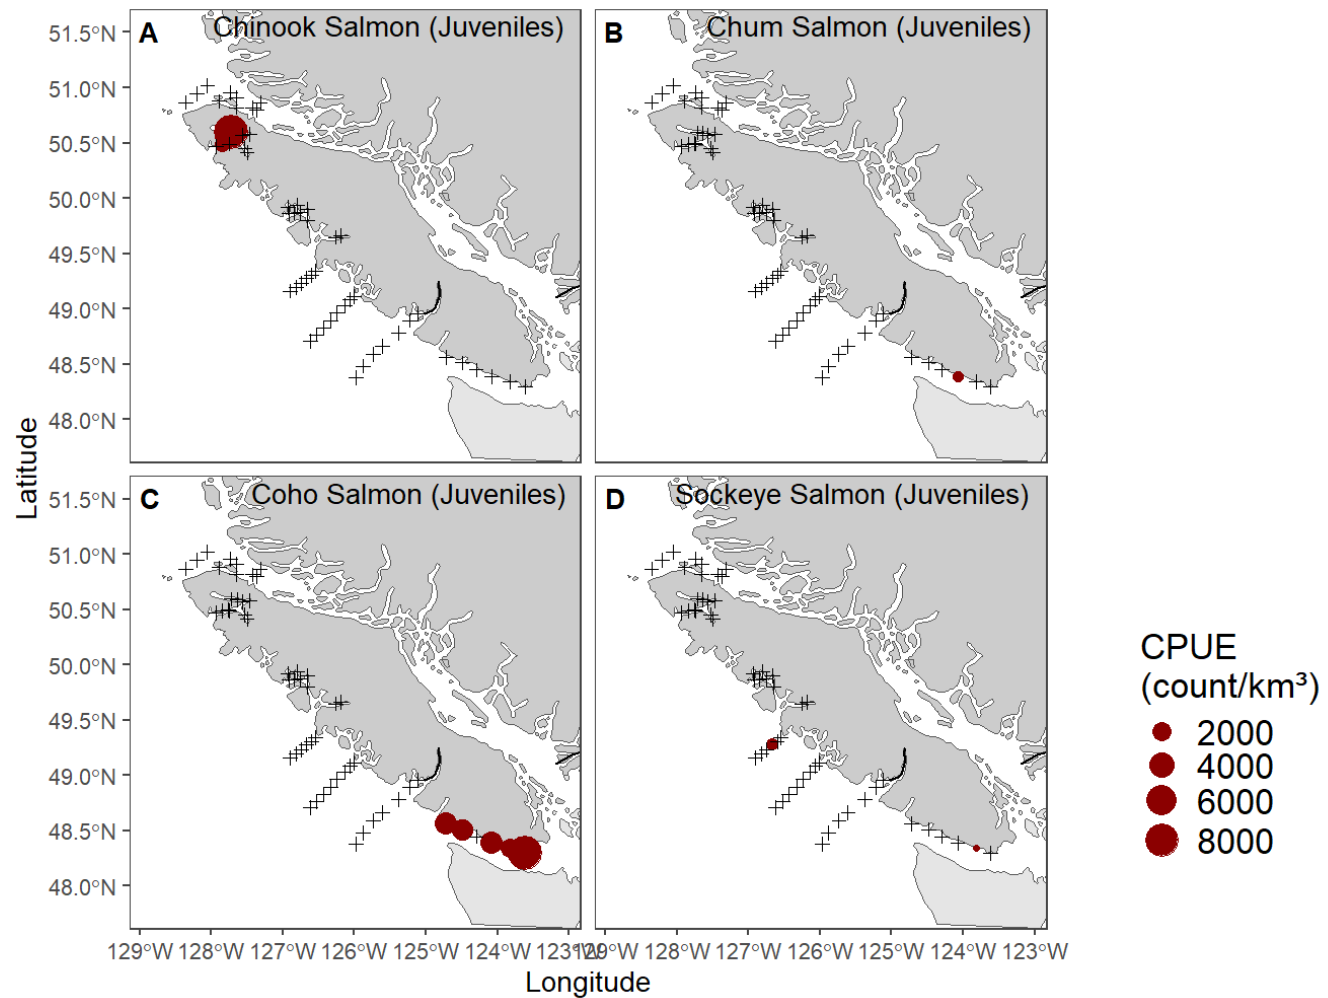 A Chinook Salmon (Juveniles)
B Chum Salmon (Juveniles)
51.5°N
51.0°N
50.5°N
50.0°N
49.5°N
49.0°N
48.5°N
48.0°N
Latitude
C Coho Salmon (Juveniles)
D Sockeye Salmon (Juveniles)
51.5°N
51.0°N
50.5°N
50.0°N
49.5°N
49.0°N
48.5°N
48.0°N
129°W 128°W 127°W 126°W 125°W 124°W 123°W
129°W 128°W 127°W 126°W 125°W 124°W 123°W
Longitude
CPUE
(count/km³)
2000
4000
6000
8000